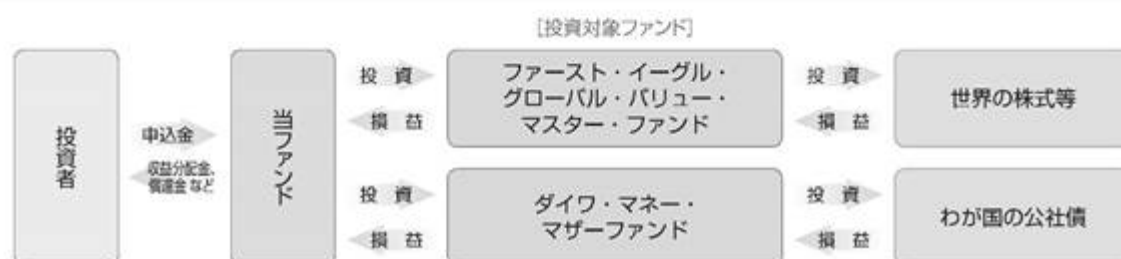 [投資対象ファンド]
投資者
申込金
収益分配金、
償還金 など
当ファンド
投 資
損 益
ファースト・イーグル・
グローバル・バリュー・
マスター・ファンド
投 資
損 益
世界の株式等
投 資
損 益
ダイワ・マネー・
マザーファンド
投 資
損 益
わが国の公社債